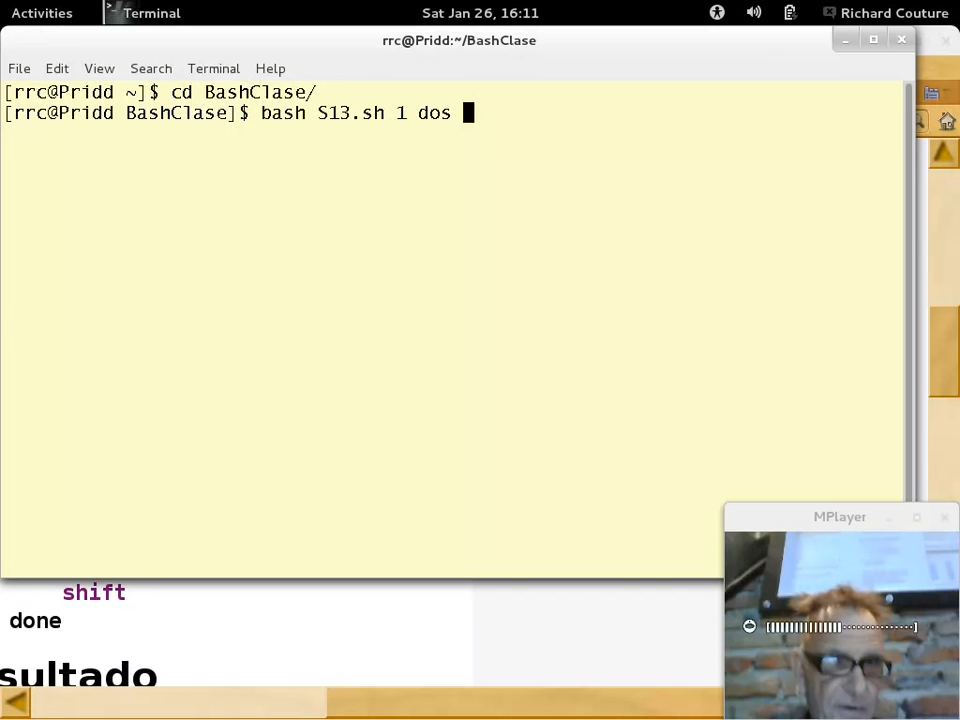 Activities Terminal Sat Jan 26, 16:11 Richard Couture
rrc@Pridd:~/BashClase
File Edit View Search Terminal Help
[rrc@Pridd ~]$ cd BashClase/
[rrc@Pridd BashClase]$ bash S13.sh 1 dos
MPlayer
shift
done
sultado